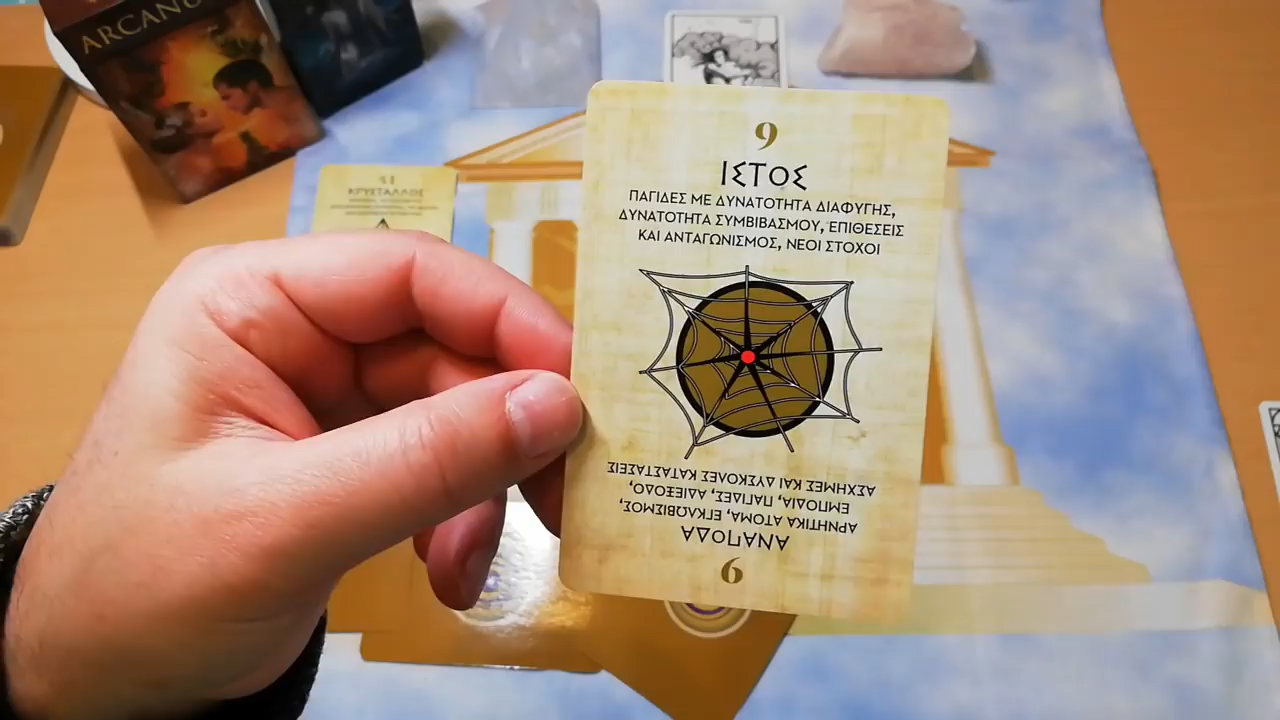 ARCANU
ΚΡΥΣΤΑΛΛΟΣ
9
ΙΣΤΟΣ
ΠΑΓΙΔΕΣ ΜΕ ΔΥΝΑΤΟΤΗΤΑ ΔΙΑΦΥΓΗΣ,
ΔΥΝΑΤΟΤΗΤΑ ΣΥΜΒΙΒΑΣΜΟΥ, ΕΠΙΘΕΣΕΙΣ
ΚΑΙ ΑΝΤΑΓΩΝΙΣΜΟΣ, ΝΕΟΙ ΣΤΟΧΟΙ
9
ΑΝΑΠΟΔΑ
ΑΡΝΗΤΙΚΑ ΑΤΟΜΑ, ΕΓΚΛΩΒΙΣΜΟΣ,
ΕΜΠΟΔΙΑ, ΠΑΓΙΔΕΣ, ΑΔΙΕΞΟΔΟ,
ΑΣΧΗΜΕΣ ΚΑΙ ΔΥΣΚΟΛΕΣ ΚΑΤΑΣΤΑΣΕΙΣ